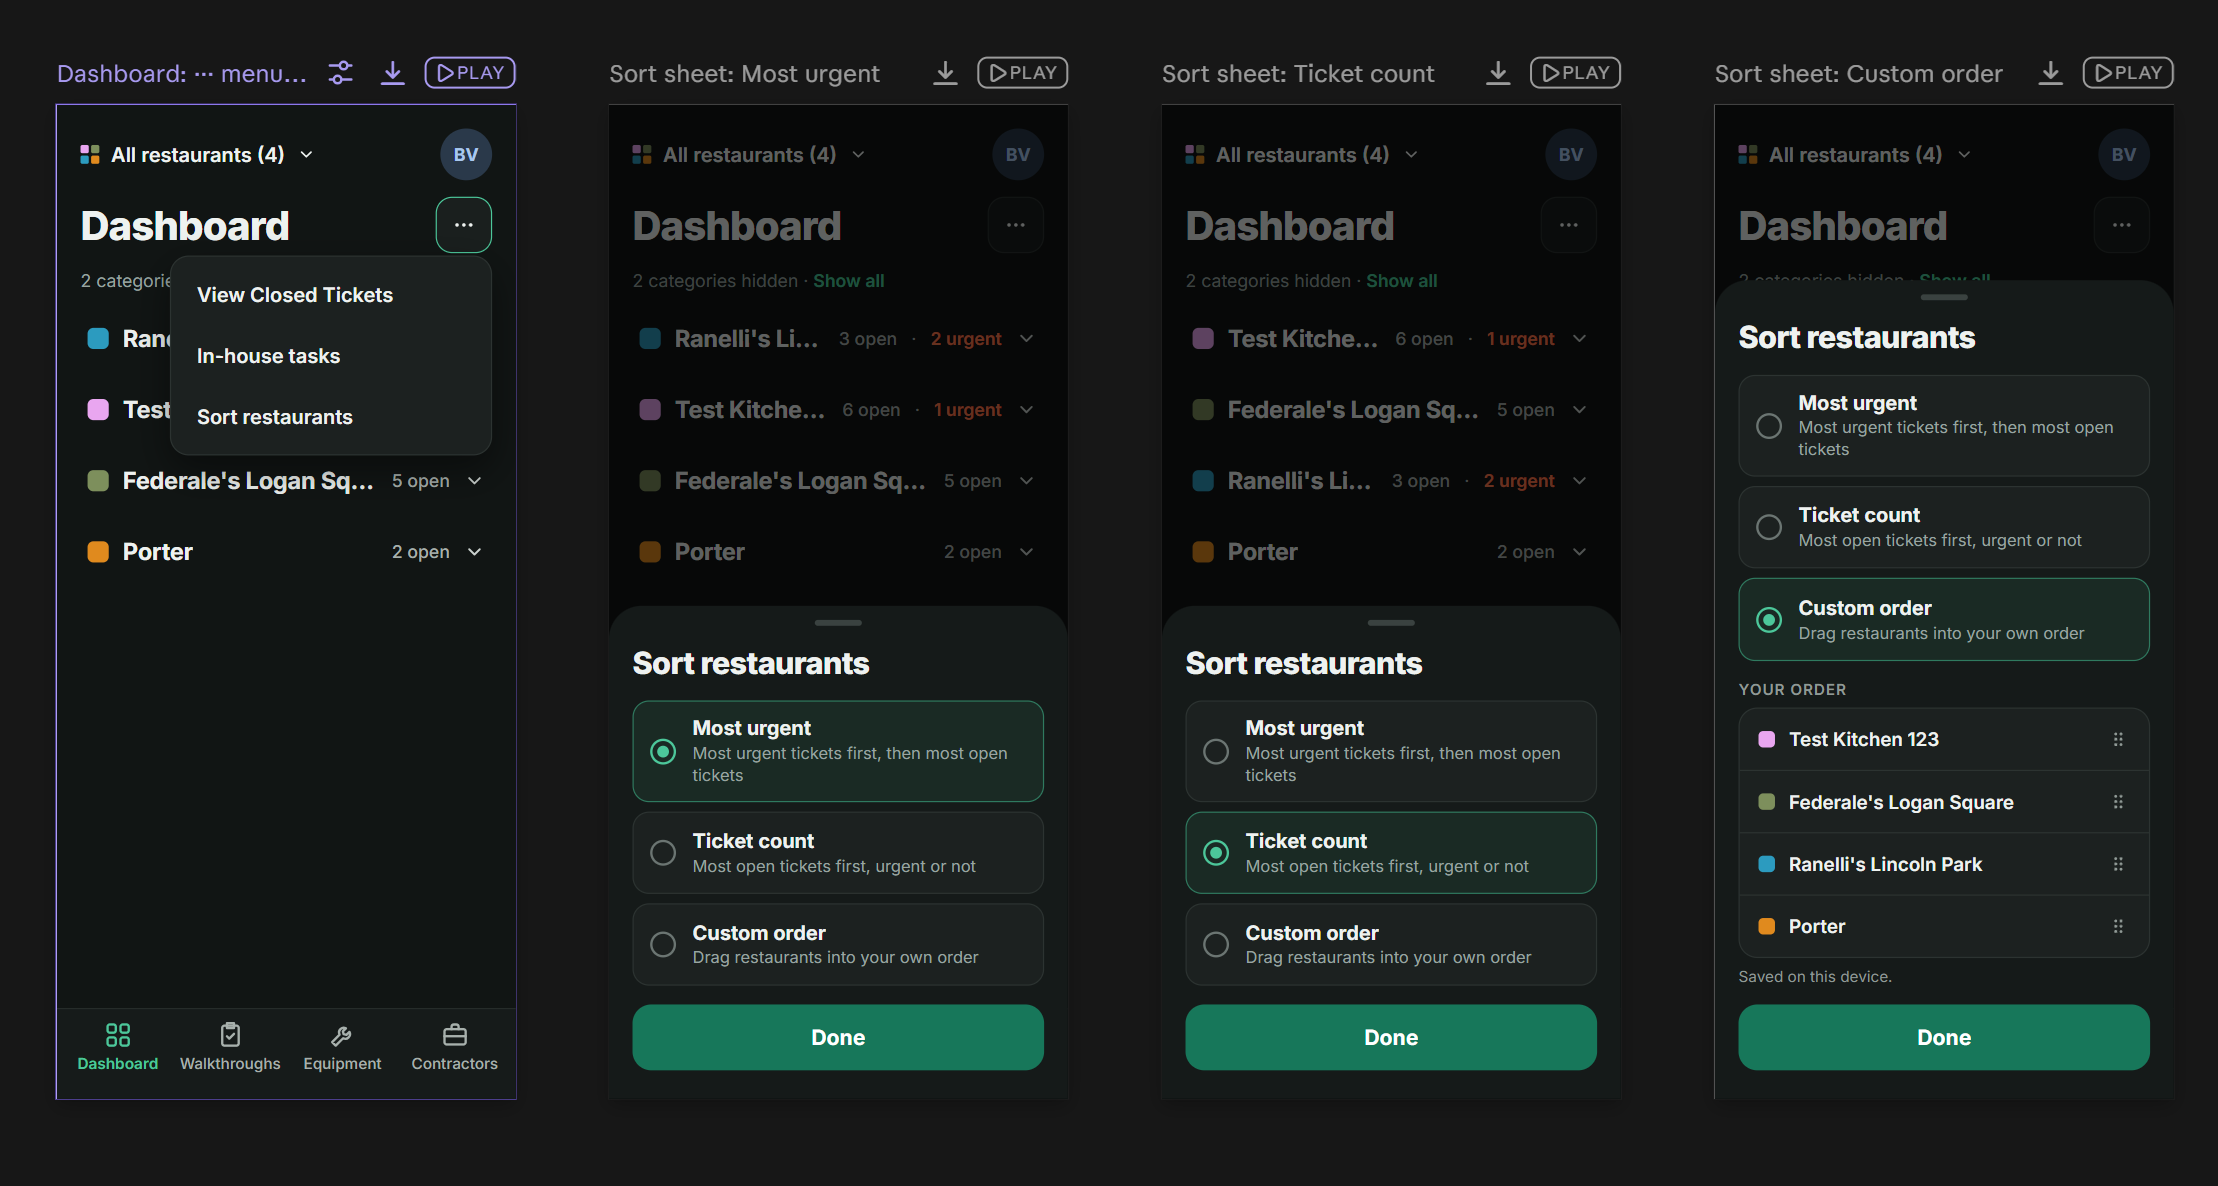 Dashboard: ··· menu...
PLAY
All restaurants (4)
BV
Dashboard
···
2 categorie
View Closed Tickets
In-house tasks
Sort restaurants
Ran
Test
Federale's Logan Sq...
5 open
Porter
2 open
Dashboard
Walkthroughs
Equipment
Contractors
Sort sheet: Most urgent
PLAY
All restaurants (4)
BV
Dashboard
···
2 categories hidden · Show all
Ranelli's Li... 3 open · 2 urgent
Test Kitche... 6 open · 1 urgent
Federale's Logan Sq... 5 open
Porter 2 open
Sort restaurants
Most urgent
Most urgent tickets first, then most open
tickets
Ticket count
Most open tickets first, urgent or not
Custom order
Drag restaurants into your own order
Done
Sort sheet: Ticket count
PLAY
All restaurants (4)
BV
Dashboard
···
2 categories hidden · Show all
Test Kitche... 6 open · 1 urgent
Federale's Logan Sq... 5 open
Ranelli's Li... 3 open · 2 urgent
Porter 2 open
Sort restaurants
Most urgent
Most urgent tickets first, then most open
tickets
Ticket count
Most open tickets first, urgent or not
Custom order
Drag restaurants into your own order
Done
Sort sheet: Custom order
PLAY
All restaurants (4)
BV
Dashboard
···
2 categories hidden · Show all
Sort restaurants
Most urgent
Most urgent tickets first, then most open
tickets
Ticket count
Most open tickets first, urgent or not
Custom order
Drag restaurants into your own order
YOUR ORDER
Test Kitchen 123
Federale's Logan Square
Ranelli's Lincoln Park
Porter
Saved on this device.
Done